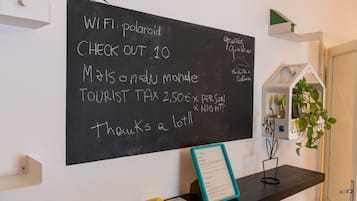 WIFI: polaroid
CHECK OUT 10
Maisondumonde
TOURIST TAX 2,50€ x PERSON
x NIGHT!
Thanks a lot!!